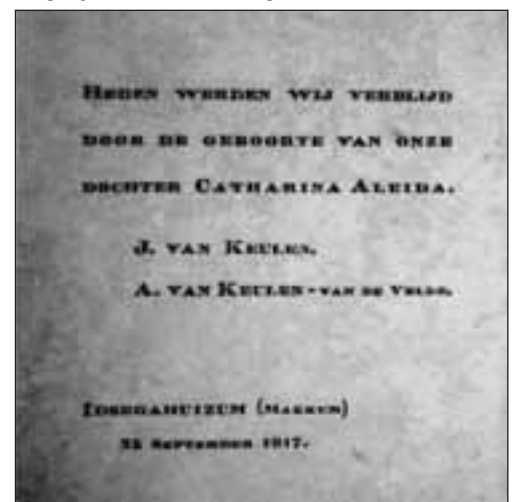 Heden werden wij verblijd
door de geboorte van onze
dochter Catharina Aleida.
J. van Keulen.
A. van Keulen-van de Velde.
Idsegahuizum (Makkum)
September 1917.